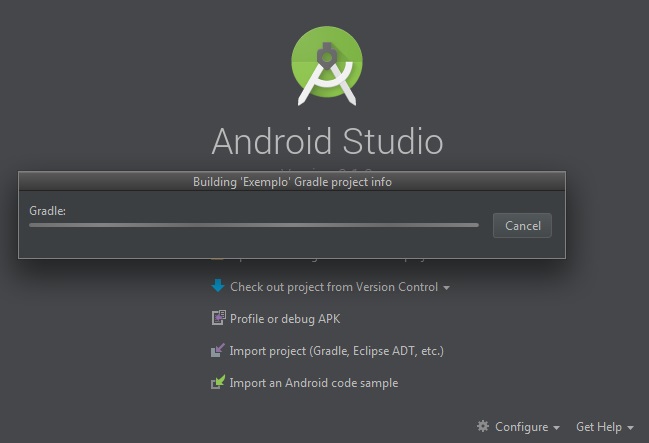 Android Studio
Building 'Exemplo' Gradle project info
Gradle:
Cancel
Check out project from Version Control
Profile or debug APK
Import project (Gradle, Eclipse ADT, etc.)
Import an Android code sample
Configure
Get Help